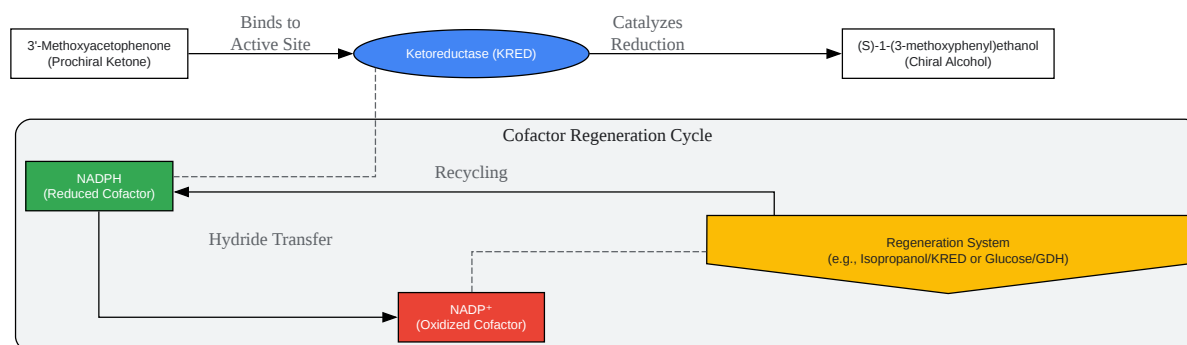 Binds to
Active Site
Catalyzes
Reduction
3'-Methoxyacetophenone
(Prochiral Ketone)
Ketoreductase (KRED)
(S)-1-(3-methoxyphenyl)ethanol
(Chiral Alcohol)
Cofactor Regeneration Cycle
NADPH
(Reduced Cofactor)
Recycling
Hydride Transfer
Regeneration System
(e.g., Isopropanol/KRED or Glucose/GDH)
NADP⁺
(Oxidized Cofactor)